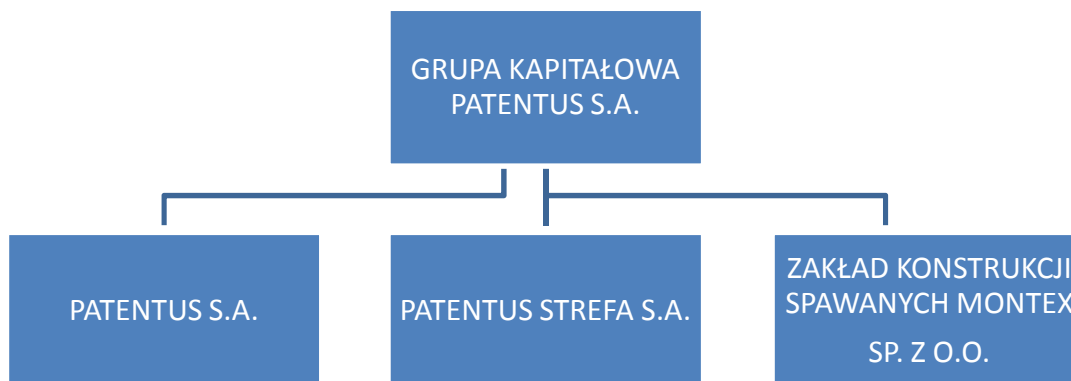 GRUPA KAPITAŁOWA
PATENTUS S.A.
PATENTUS S.A.
PATENTUS STREFA S.A.
ZAKŁAD KONSTRUKCJI
SPAWANYCH MONTEX
SP. Z O.O.